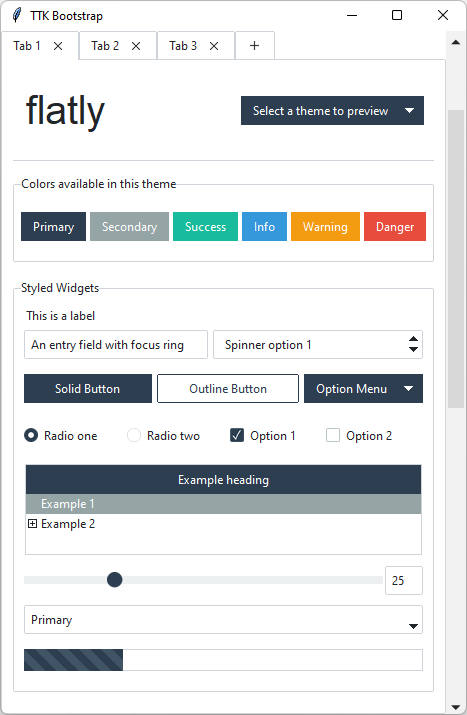 TTK Bootstrap
Tab 1 Tab 2 Tab 3 +
flatly
Select a theme to preview
Colors available in this theme
Primary Secondary Success Info Warning Danger
Styled Widgets
This is a label
An entry field with focus ring Spinner option 1
Solid Button Outline Button Option Menu
Radio one Radio two Option 1 Option 2
Example heading
Example 1
Example 2
25
Primary